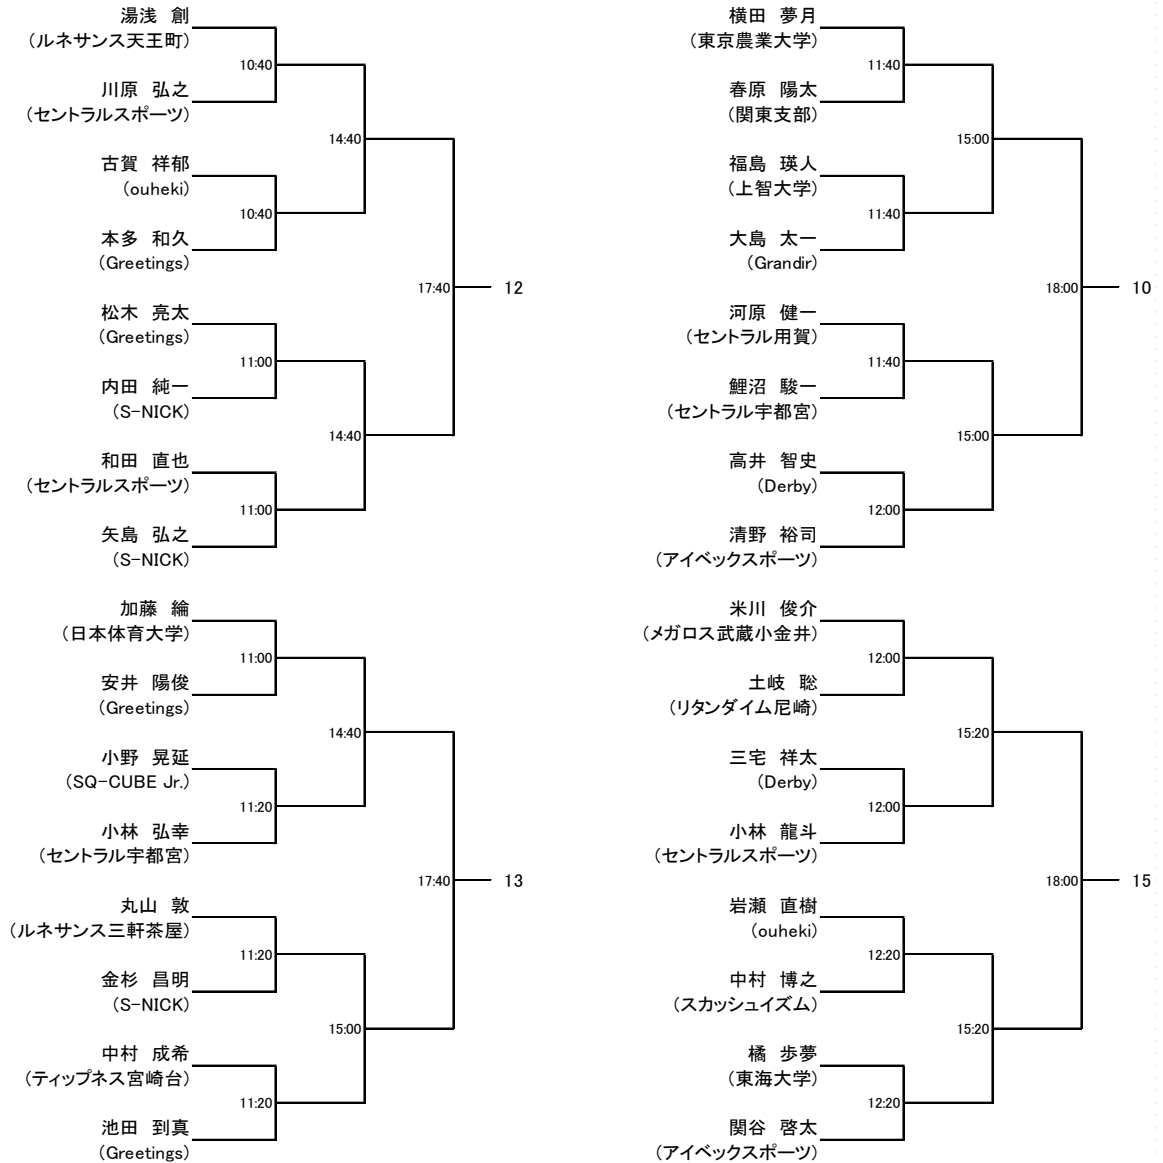 湯浅 創
(ルネサンス天王町)
10:40
川原 弘之
(セントラルスポーツ)
14:40
古賀 祥郁
(ouheki)
10:40
本多 和久
(Greetings)
17:40
12
松木 亮太
(Greetings)
11:00
内田 純一
(S-NICK)
14:40
和田 直也
(セントラルスポーツ)
11:00
矢島 弘之
(S-NICK)
加藤 綸
(日本体育大学)
11:00
安井 陽俊
(Greetings)
14:40
小野 晃延
(SQ-CUBE Jr.)
11:20
小林 弘幸
(セントラル宇都宮)
17:40
13
丸山 敦
(ルネサンス三軒茶屋)
11:20
金杉 昌明
(S-NICK)
15:00
中村 成希
(ティップネス宮崎台)
11:20
池田 到真
(Greetings)
横田 夢月
(東京農業大学)
11:40
春原 陽太
(関東支部)
15:00
福島 瑛人
(上智大学)
11:40
大島 太一
(Grandir)
18:00
10
河原 健一
(セントラル用賀)
11:40
鯉沼 駿一
(セントラル宇都宮)
15:00
高井 智史
(Derby)
12:00
清野 裕司
(アイベックスポーツ)
米川 俊介
(メガロス武蔵小金井)
12:00
土岐 聡
(リタンダイム尼崎)
15:20
三宅 祥太
(Derby)
12:00
小林 龍斗
(セントラルスポーツ)
18:00
15
岩瀬 直樹
(ouheki)
12:20
中村 博之
(スカッシュイズム)
15:20
橘 歩夢
(東海大学)
12:20
関谷 啓太
(アイベックスポーツ)